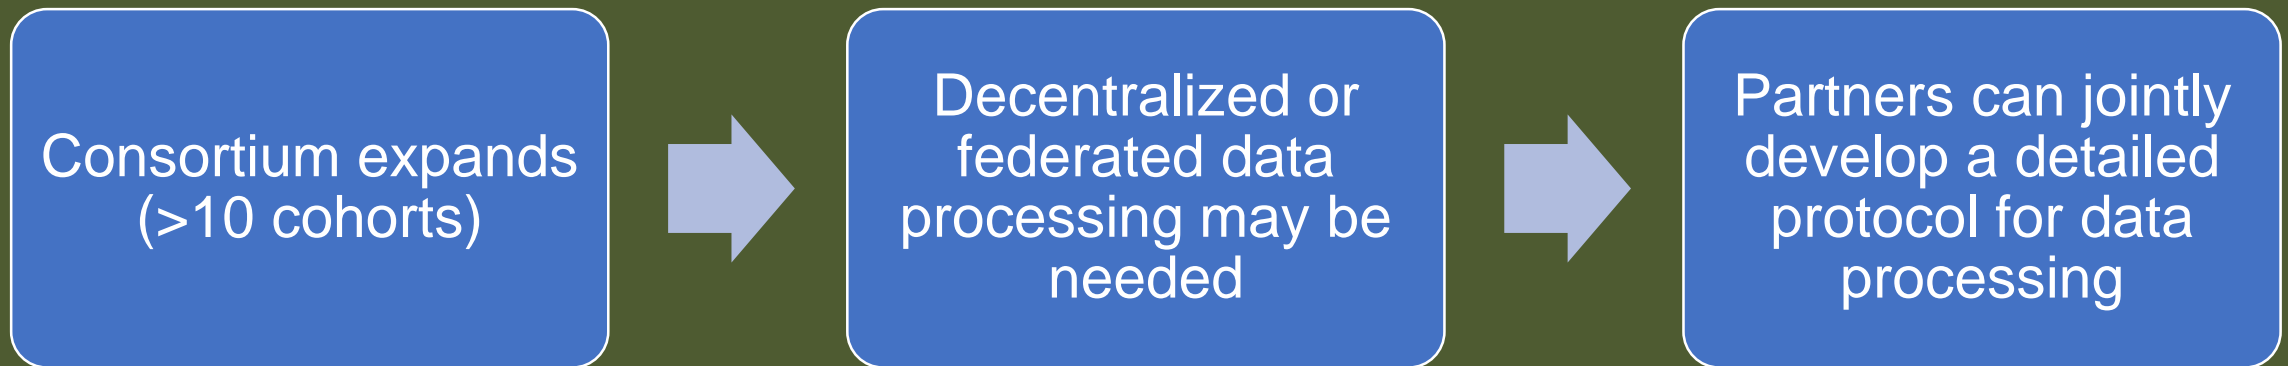 Consortium expands
(>10 cohorts)
Decentralized or
federated data
processing may be
needed
Partners can jointly
develop a detailed
protocol for data
processing